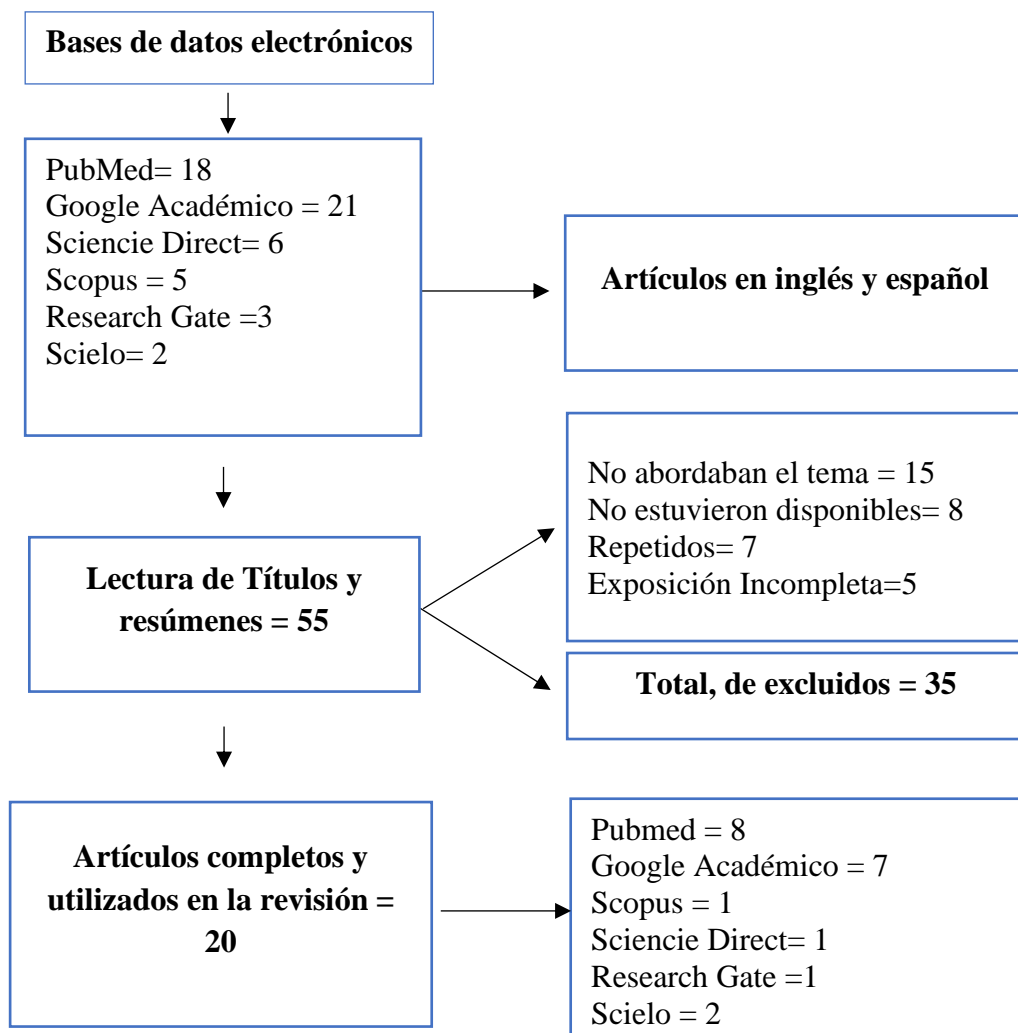 Bases de datos electrónicos
PubMed= 18
Google Académico = 21
Sciencie Direct= 6
Scopus = 5
Research Gate =3
Scielo= 2
Artículos en inglés y español
Lectura de Títulos y
resúmenes = 55
No abordaban el tema = 15
No estuvieron disponibles= 8
Repetidos= 7
Exposición Incompleta=5
Total, de excluidos = 35
Artículos completos y
utilizados en la revisión =
20
Pubmed = 8
Google Académico = 7
Scopus = 1
Sciencie Direct= 1
Research Gate =1
Scielo = 2